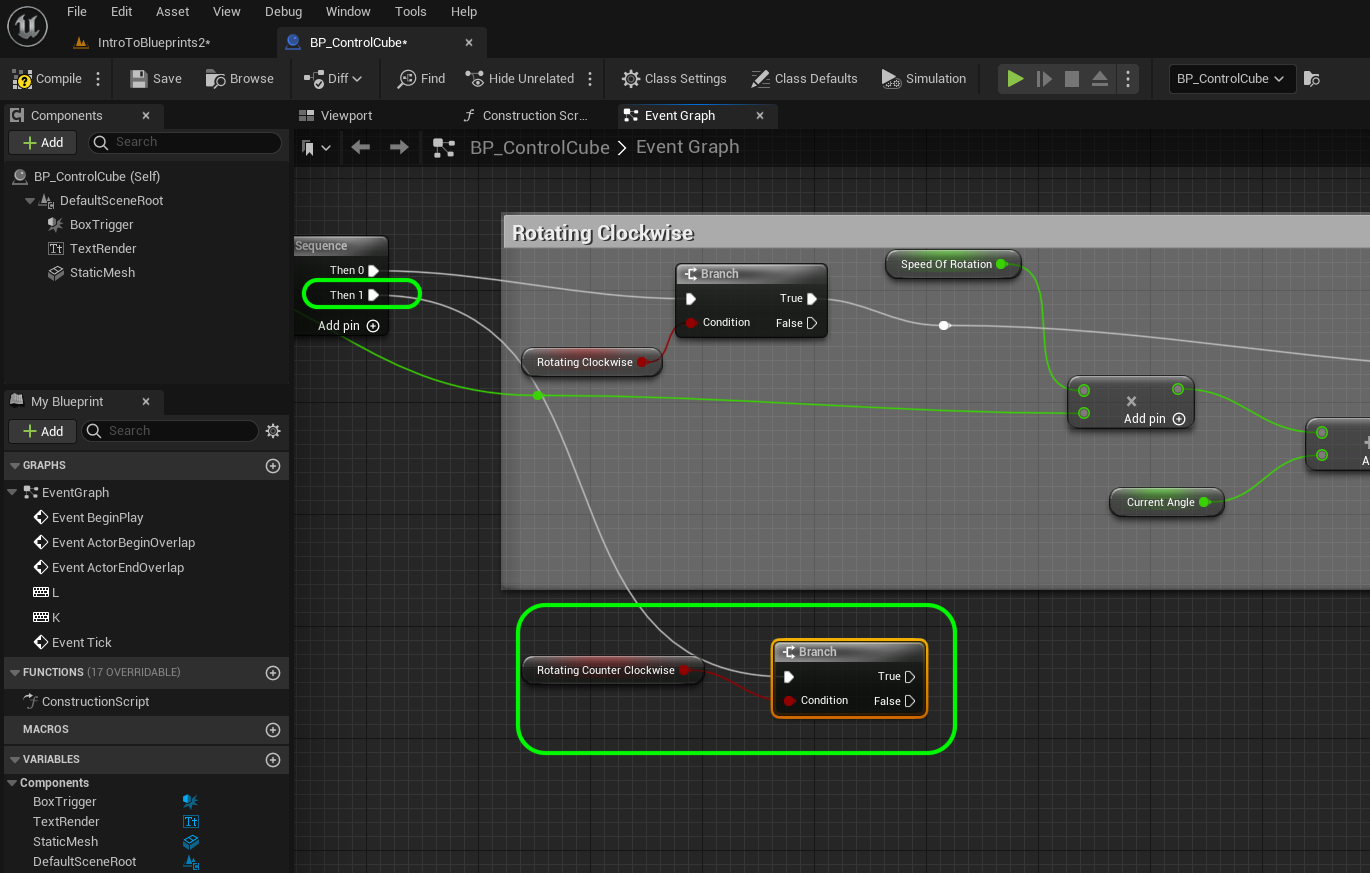 File Edit Asset View Debug Window Tools Help
IntroToBlueprints2* BP_ControlCube*
Compile Save Browse Diff Find Hide Unrelated Class Settings Class Defaults Simulation BP_ControlCube
Components
Viewport Construction Scr... Event Graph
Add Search
BP_ControlCube > Event Graph
BP_ControlCube (Self)
DefaultSceneRoot
BoxTrigger
TextRender
StaticMesh
My Blueprint
Add Search
GRAPHS
EventGraph
Event BeginPlay
Event ActorBeginOverlap
Event ActorEndOverlap
L
K
Event Tick
FUNCTIONS (17 OVERRIDABLE)
ConstructionScript
MACROS
VARIABLES
Components
BoxTrigger
TextRender
StaticMesh
DefaultSceneRoot
Rotating Clockwise
Sequence
Then 0
Then 1
Add pin
Branch
True
Condition False
Rotating Clockwise
Speed Of Rotation
Add pin
Current Angle
A
Rotating Counter Clockwise
Branch
True
Condition False